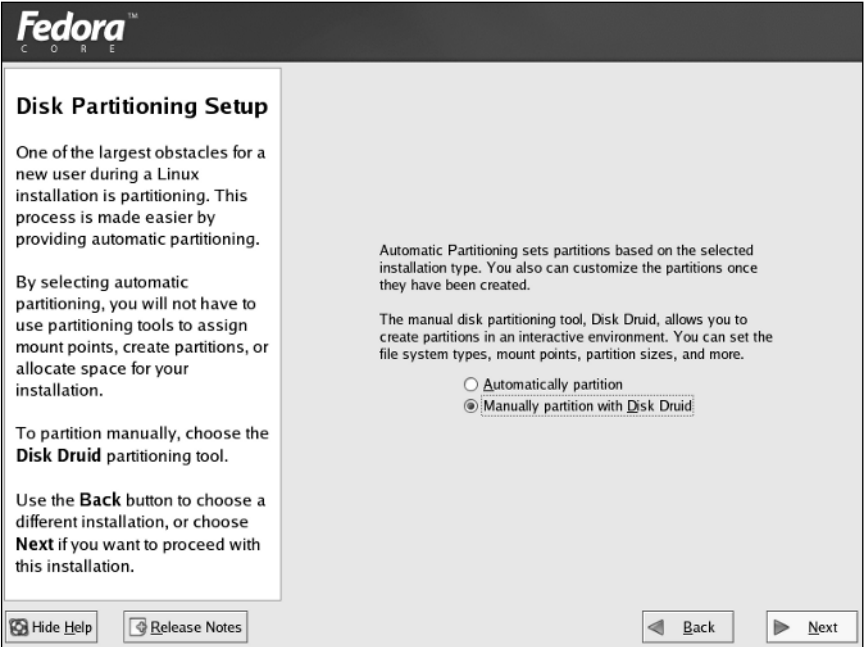 Fedora™
CORE
Disk Partitioning Setup
One of the largest obstacles for a
new user during a Linux
installation is partitioning. This
process is made easier by
providing automatic partitioning.
By selecting automatic
partitioning, you will not have to
use partitioning tools to assign
mount points, create partitions, or
allocate space for your
installation.
To partition manually, choose the
Disk Druid partitioning tool.
Use the Back button to choose a
different installation, or choose
Next if you want to proceed with
this installation.
Automatic Partitioning sets partitions based on the selected
installation type. You also can customize the partitions once
they have been created.
The manual disk partitioning tool, Disk Druid, allows you to
create partitions in an interactive environment. You can set the
file system types, mount points, partition sizes, and more.
Automatically partition
Manually partition with Disk Druid
Hide Help
Release Notes
Back
Next